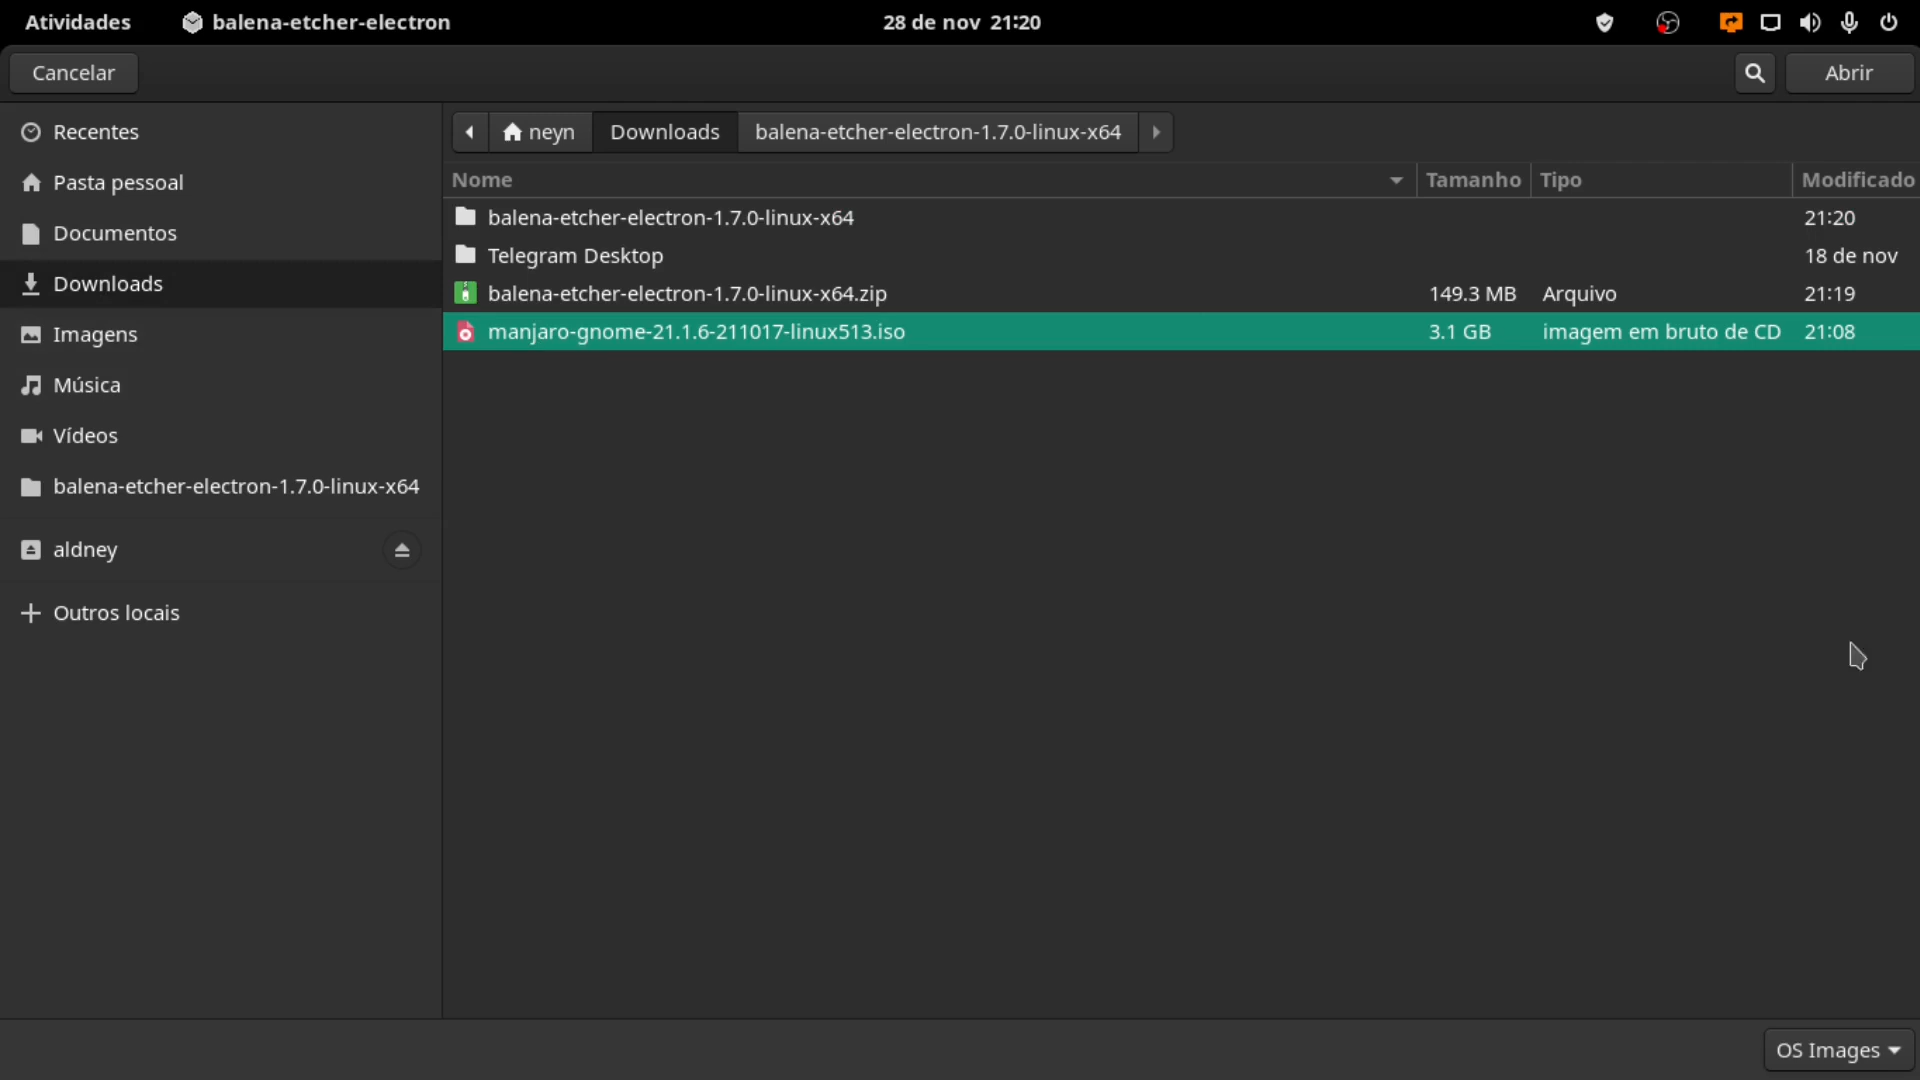 Atividades balena-etcher-electron 28 de nov 21:20
Cancelar Abrir
Recentes
Pasta pessoal
Documentos
Downloads
Imagens
Música
Vídeos
balena-etcher-electron-1.7.0-linux-x64
aldney
Outros locais
neyn Downloads balena-etcher-electron-1.7.0-linux-x64
Nome Tamanho Tipo Modificado
balena-etcher-electron-1.7.0-linux-x64 21:20
Telegram Desktop 18 de nov
balena-etcher-electron-1.7.0-linux-x64.zip 149.3 MB Arquivo 21:19
manjaro-gnome-21.1.6-211017-linux513.iso 3.1 GB imagem em bruto de CD 21:08
OS Images